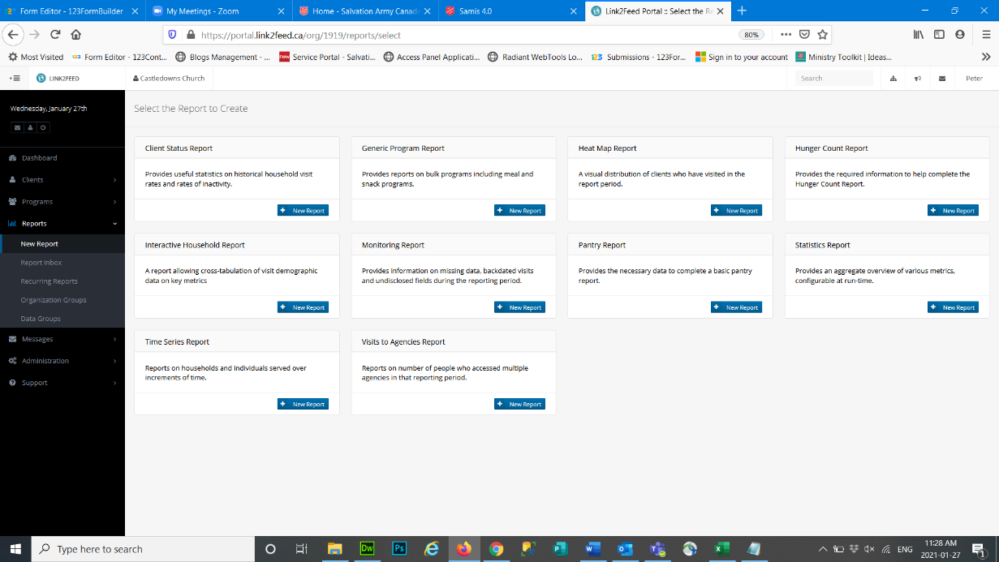 Form Editor - 123FormBuilder
My Meetings - Zoom
Home - Salvation Army Canad
Samis 4.0
Link2Feed Portal :: Select the Re
https://portal.link2feed.ca/org/1919/reports/select
80%
Most Visited
Form Editor - 123Cont...
Blogs Management - ...
Service Portal - Salvati...
Access Panel Applicati...
Radiant WebTools Lo...
Submissions - 123For...
Sign in to your account
Ministry Toolkit | Ideas...
LINK2FEED
Castledowns Church
Search
Peter
Wednesday, January 27th
Dashboard
Clients
Programs
Reports
New Report
Report Inbox
Recurring Reports
Organization Groups
Data Groups
Messages
Administration
Support
Select the Report to Create
Client Status Report
Provides useful statistics on historical household visit
rates and rates of inactivity.
New Report
Generic Program Report
Provides reports on bulk programs including meal and
snack programs.
New Report
Heat Map Report
A visual distribution of clients who have visited in the
report period.
New Report
Hunger Count Report
Provides the required information to help complete the
Hunger Count Report.
New Report
Interactive Household Report
A report allowing cross-tabulation of visit demographic
data on key metrics
New Report
Monitoring Report
Provides information on missing data, backdated visits
and undisclosed fields during the reporting period.
New Report
Pantry Report
Provides the necessary data to complete a basic pantry
report.
New Report
Statistics Report
Provides an aggregate overview of various metrics,
configurable at run-time.
New Report
Time Series Report
Reports on households and individuals served over
increments of time.
New Report
Visits to Agencies Report
Reports on number of people who accessed multiple
agencies in that reporting period.
New Report
Type here to search
Dw
Ps
ENG
11:28 AM
2021-01-27
1